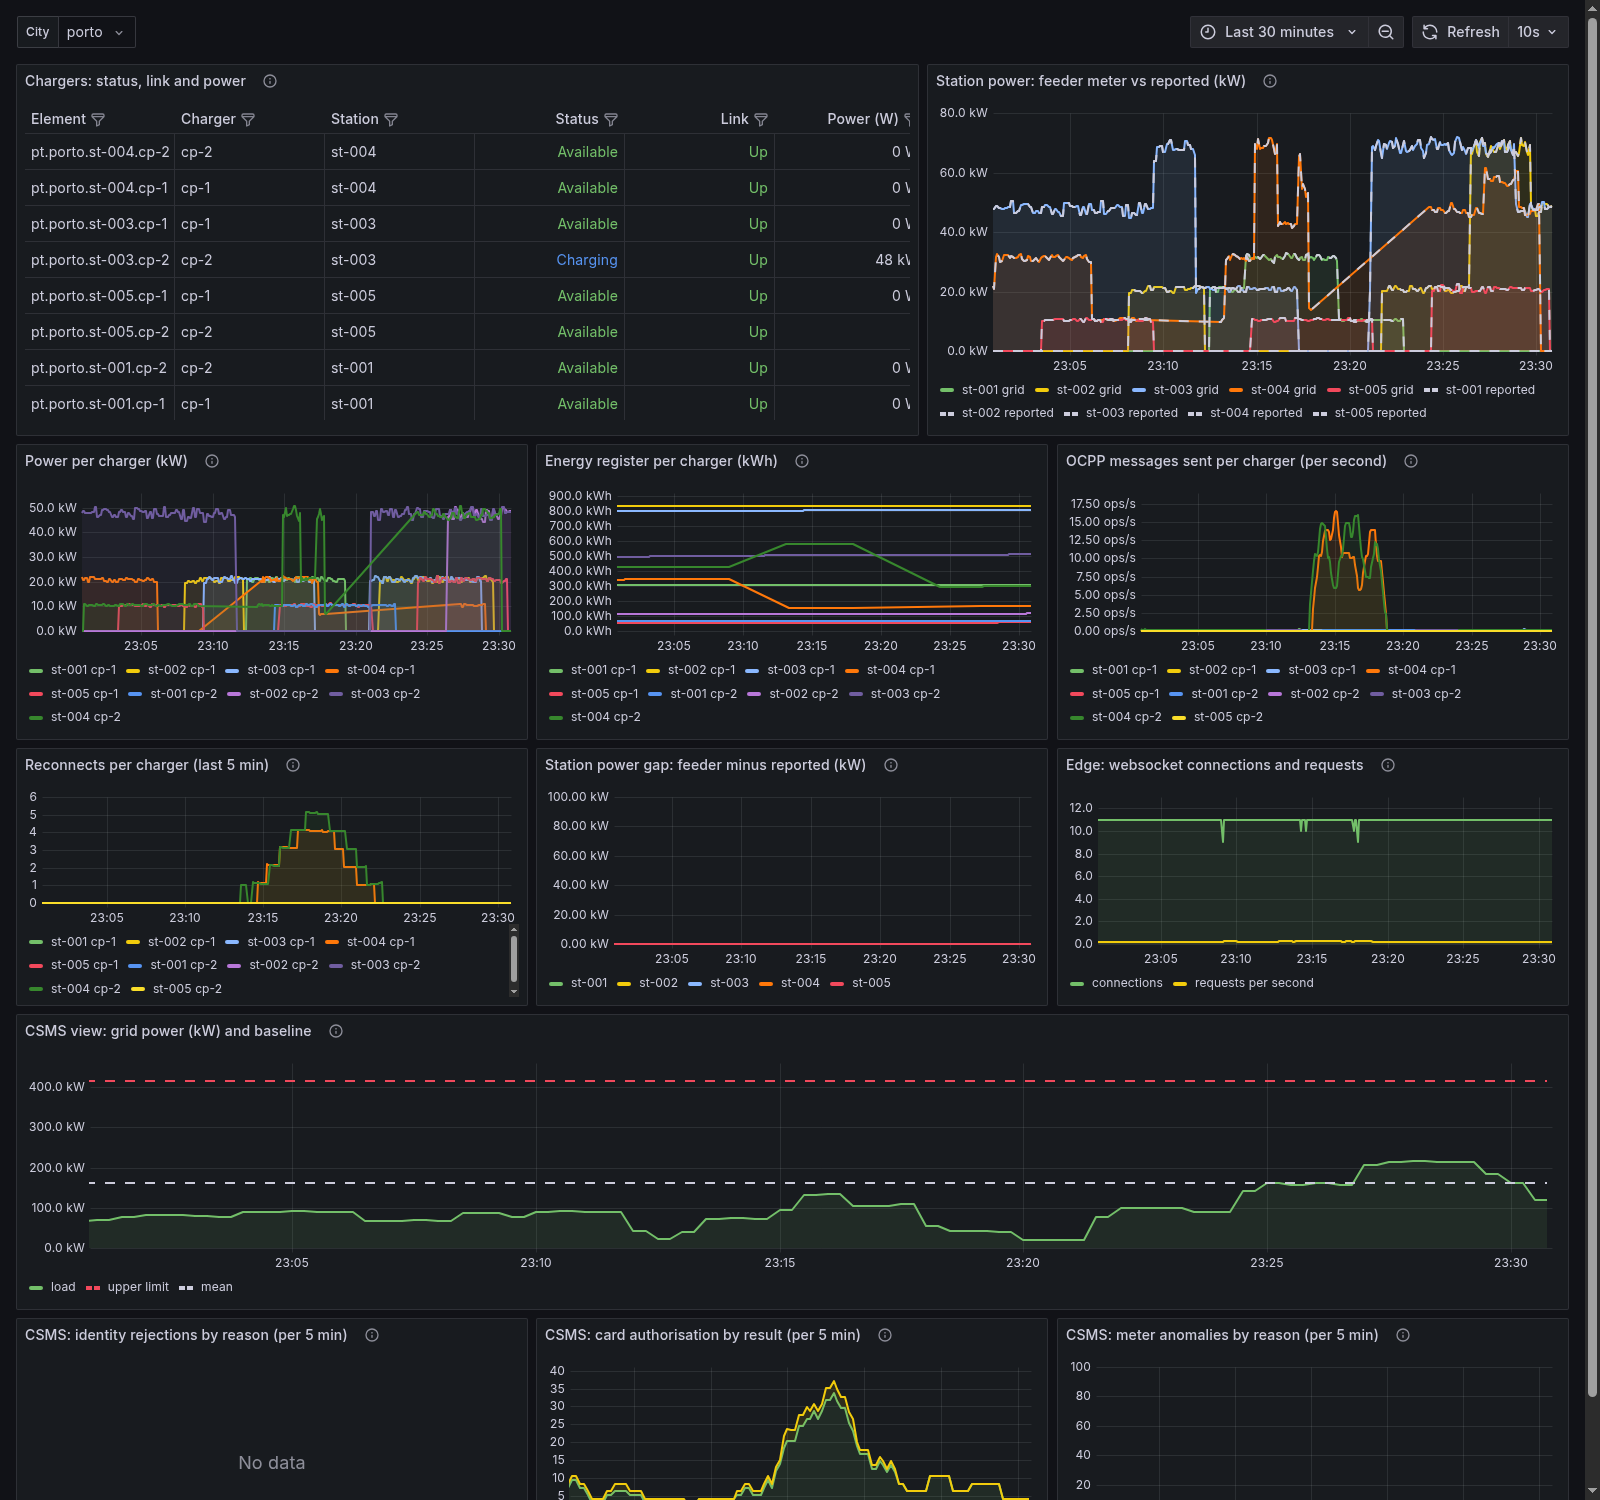 City porto Last 30 minutes Refresh 10s
Chargers: status, link and power
Element Charger Station Status Link Power (W)
pt.porto.st-004.cp-2 cp-2 st-004 Available Up 0
pt.porto.st-004.cp-1 cp-1 st-004 Available Up 0
pt.porto.st-003.cp-1 cp-1 st-003 Available Up 0
pt.porto.st-003.cp-2 cp-2 st-003 Charging Up 48
pt.porto.st-005.cp-1 cp-1 st-005 Available Up 0
pt.porto.st-005.cp-2 cp-2 st-005 Available Up
pt.porto.st-001.cp-2 cp-2 st-001 Available Up 0
pt.porto.st-001.cp-1 cp-1 st-001 Available Up 0
Station power: feeder meter vs reported (kW)
80.0 kW
60.0 kW
40.0 kW
20.0 kW
0.0 kW
23:05 23:10 23:15 23:20 23:25 23:30
st-001 grid st-002 grid st-003 grid st-004 grid st-005 grid st-001 reported
st-002 reported st-003 reported st-004 reported st-005 reported
Power per charger (kW)
50.0 kW
40.0 kW
30.0 kW
20.0 kW
10.0 kW
0.0 kW
23:05 23:10 23:15 23:20 23:25 23:30
st-001 cp-1 st-002 cp-1 st-003 cp-1 st-004 cp-1
st-005 cp-1 st-001 cp-2 st-002 cp-2 st-003 cp-2
st-004 cp-2
Energy register per charger (kWh)
900.0 kWh
800.0 kWh
700.0 kWh
600.0 kWh
500.0 kWh
400.0 kWh
300.0 kWh
200.0 kWh
100.0 kWh
0.0 kWh
23:05 23:10 23:15 23:20 23:25 23:30
st-001 cp-1 st-002 cp-1 st-003 cp-1 st-004 cp-1
st-005 cp-1 st-001 cp-2 st-002 cp-2 st-003 cp-2
st-004 cp-2
OCPP messages sent per charger (per second)
17.50 ops/s
15.00 ops/s
12.50 ops/s
10.00 ops/s
7.50 ops/s
5.00 ops/s
2.50 ops/s
0.00 ops/s
23:05 23:10 23:15 23:20 23:25 23:30
st-001 cp-1 st-002 cp-1 st-003 cp-1 st-004 cp-1
st-005 cp-1 st-001 cp-2 st-002 cp-2 st-003 cp-2
st-004 cp-2 st-005 cp-2
Reconnects per charger (last 5 min)
6
5
4
3
2
1
0
23:05 23:10 23:15 23:20 23:25 23:30
st-001 cp-1 st-002 cp-1 st-003 cp-1 st-004 cp-1
st-005 cp-1 st-001 cp-2 st-002 cp-2 st-003 cp-2
st-004 cp-2 st-005 cp-2
Station power gap: feeder minus reported (kW)
100.00 kW
80.00 kW
60.00 kW
40.00 kW
20.00 kW
0.00 kW
23:05 23:10 23:15 23:20 23:25 23:30
st-001 st-002 st-003 st-004 st-005
Edge: websocket connections and requests
12.0
10.0
8.0
6.0
4.0
2.0
0.0
23:05 23:10 23:15 23:20 23:25 23:30
connections requests per second
CSMS view: grid power (kW) and baseline
400.0 kW
300.0 kW
200.0 kW
100.0 kW
0.0 kW
23:05 23:10 23:15 23:20 23:25 23:30
load upper limit mean
CSMS: identity rejections by reason (per 5 min)
No data
CSMS: card authorisation by result (per 5 min)
40
35
30
25
20
15
10
5
CSMS: meter anomalies by reason (per 5 min)
100
80
60
40
20